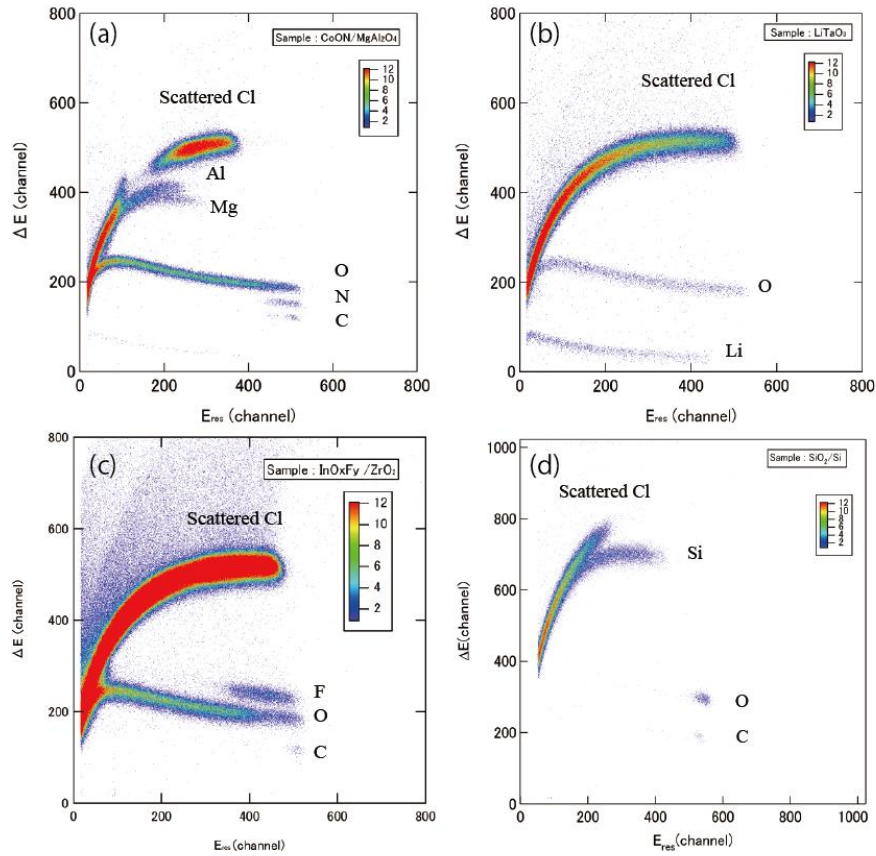 (a)
Sample : CoON/MgAl₂O₄
Scattered Cl
12
10
8
6
4
2
Al
Mg
O
N
C
800
600
400
200
0
ΔE (channel)
0 200 400 600 800
Eres (channel)
(b)
Sample : LiTaO₃
Scattered Cl
12
10
8
6
4
2
O
Li
800
600
400
200
0
ΔE (channel)
0 200 400 600 800
Eres (channel)
(c)
Sample : InOxFy /ZrO₂
Scattered Cl
12
10
8
6
4
2
F
O
C
800
600
400
200
0
ΔE (channel)
0 200 400 600 800
Eres (channel)
(d)
Sample : SiO₂/Si
Scattered Cl
12
10
8
6
4
2
Si
O
C
1000
800
600
400
200
0
ΔE(channel)
0 200 400 600 800 1000
Eres(channel)